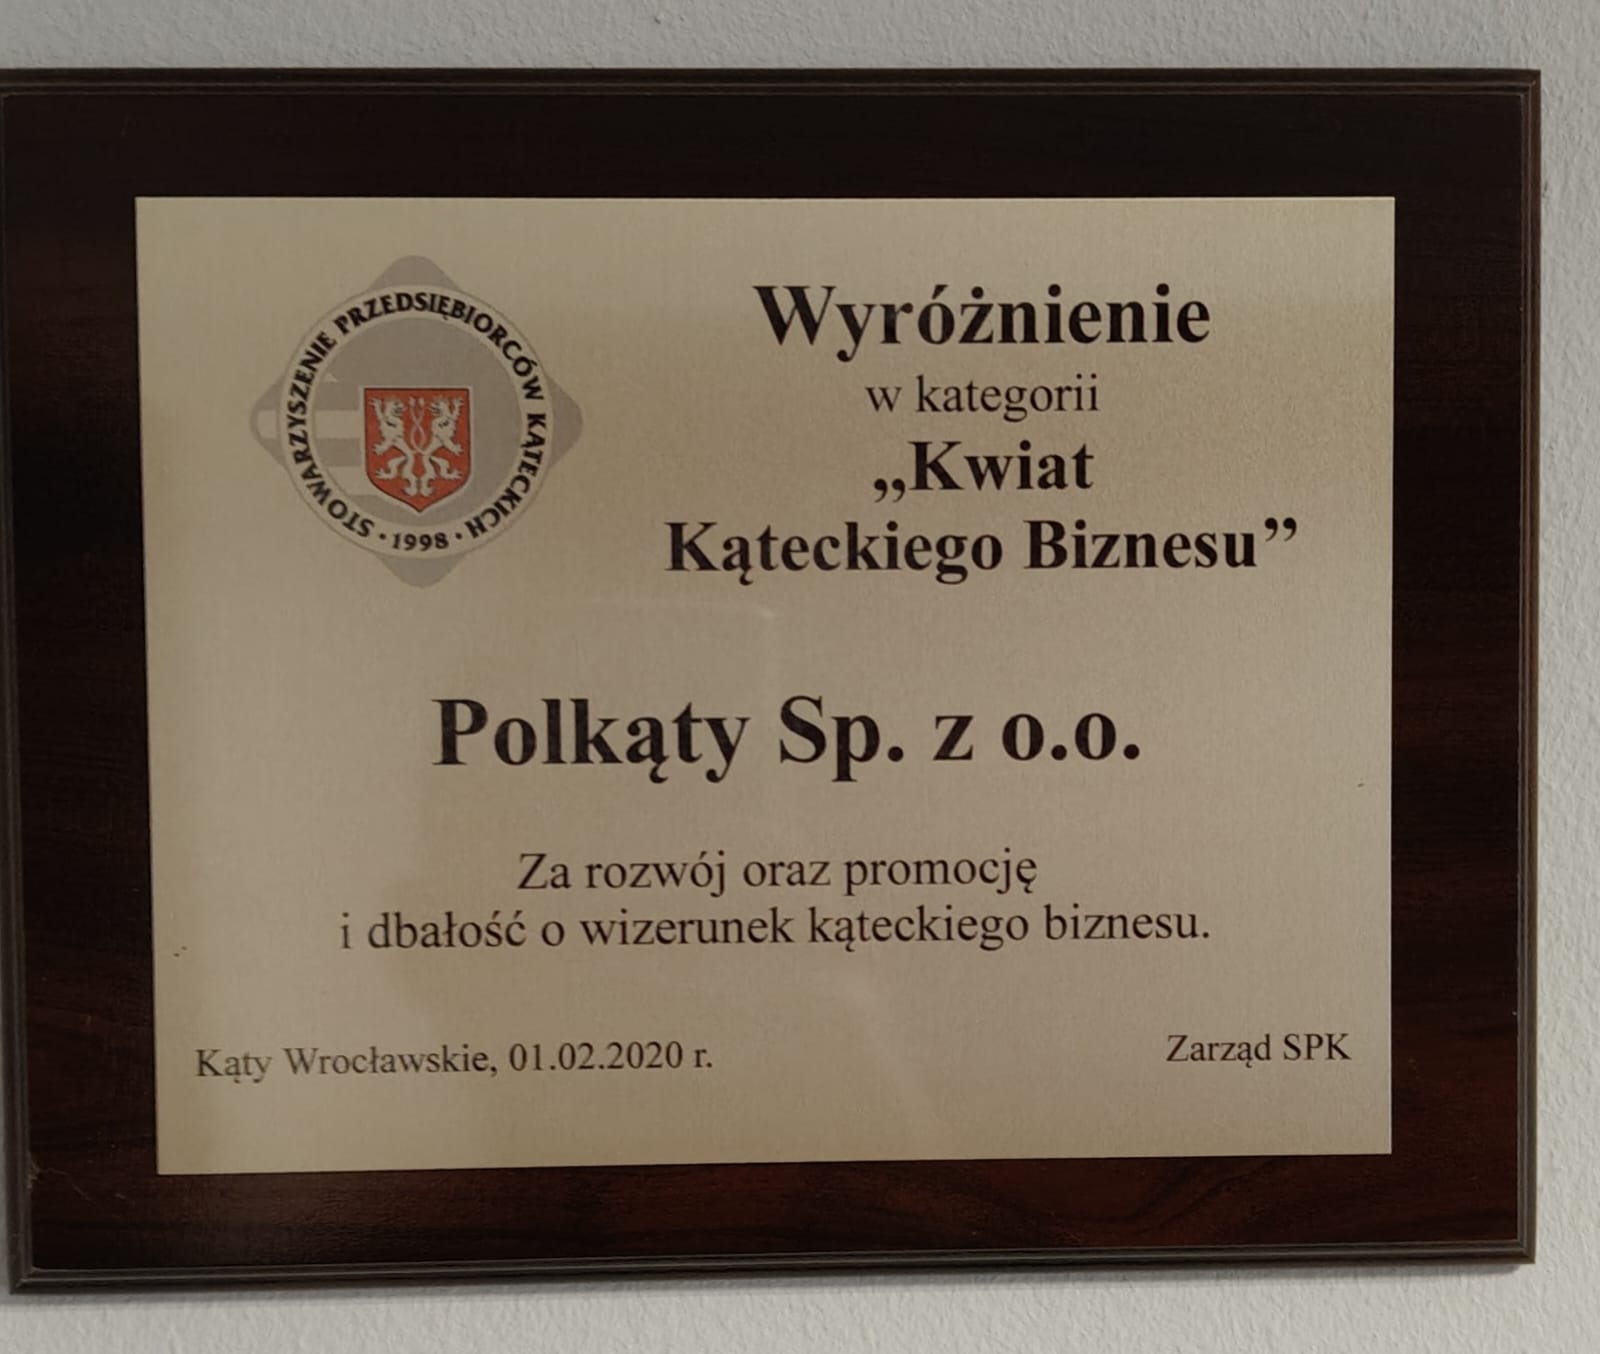 STOWARZYSZENIE PRZEDSIĘBIORCÓW KĄTECKICH · 1998 ·
Wyróżnienie
w kategorii
„Kwiat
Kąteckiego Biznesu”
Polkąty Sp. z o.o.
Za rozwój oraz promocję
i dbałość o wizerunek kąteckiego biznesu.
Kąty Wrocławskie, 01.02.2020 r.
Zarząd SPK